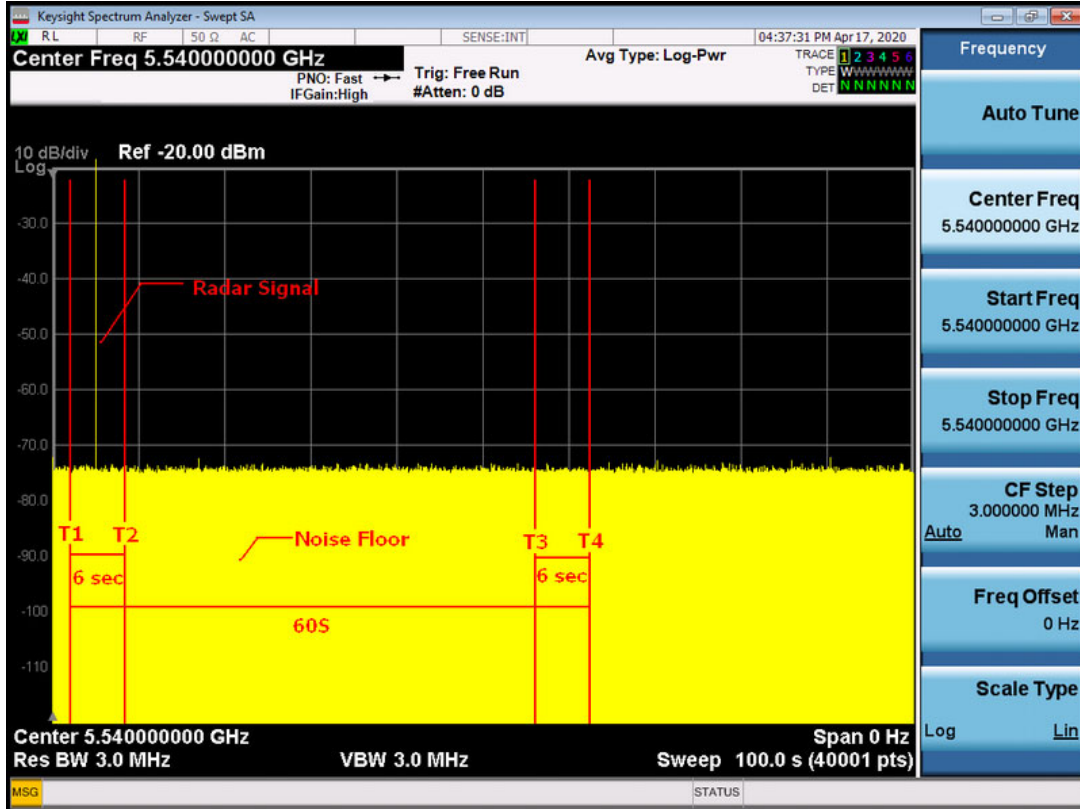 Keysight Spectrum Analyzer - Swept SA
LXI RL RF 50 Ω AC SENSE:INT 04:37:31 PM Apr 17, 2020
Center Freq 5.540000000 GHz
PNO: Fast
IFGain:High
Trig: Free Run
#Atten: 0 dB
Avg Type: Log-Pwr
TRACE 1 2 3 4 5 6
TYPE WWWWWW
DET N N N N N N
10 dB/div Ref -20.00 dBm
Log
-30.0
-40.0
-50.0
-60.0
-70.0
-80.0
-90.0
-100
-110
Radar Signal
T1 T2 Noise Floor T3 T4
6 sec 6 sec
60S
Center 5.540000000 GHz Span 0 Hz
Res BW 3.0 MHz VBW 3.0 MHz Sweep 100.0 s (40001 pts)
MSG STATUS
Frequency
Auto Tune
Center Freq
5.540000000 GHz
Start Freq
5.540000000 GHz
Stop Freq
5.540000000 GHz
CF Step
3.000000 MHz
Auto Man
Freq Offset
0 Hz
Scale Type
Log Lin